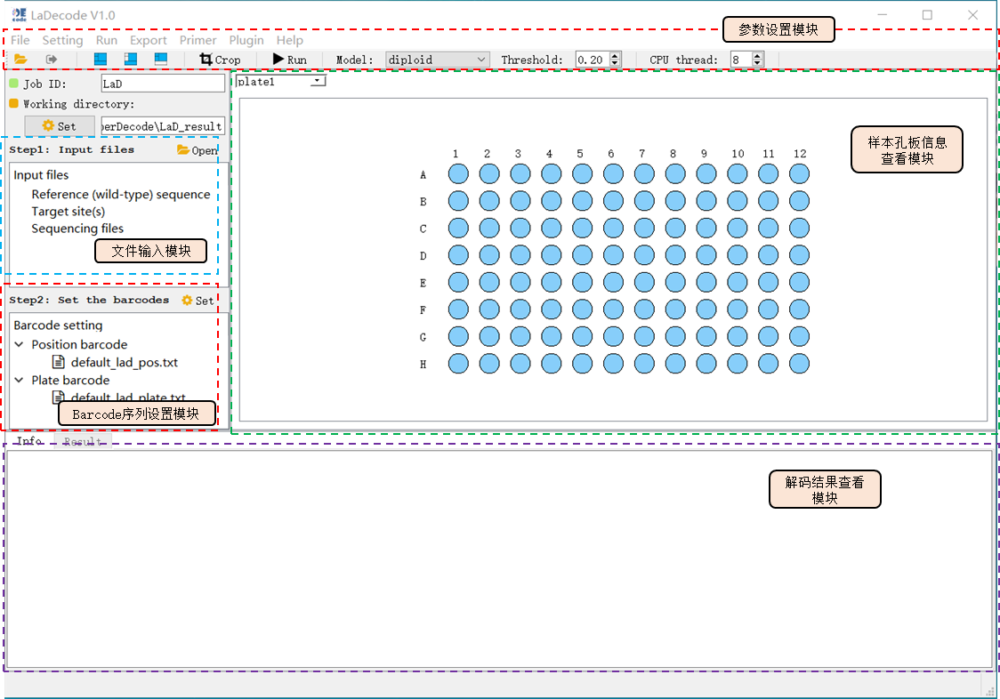 LaDecode V1.0
参数设置模块
File Setting Run Export Primer Plugin Help
Crop Run Model: diploid Threshold: 0.20 CPU thread: 8
Job ID: LaD
plate1
Working directory:
Set erDecode\LaD_result
Step1: Input files Open
样本孔板信息
查看模块
Input files
Reference (wild-type) sequence
Target site(s)
Sequencing files
文件输入模块
1 2 3 4 5 6 7 8 9 10 11 12
A
B
C
D
E
F
G
H
Step2: Set the barcodes Set
Barcode setting
Position barcode
default_lad_pos.txt
Plate barcode
default_lad_plate.txt
Barcode序列设置模块
Info Result
解码结果查看
模块